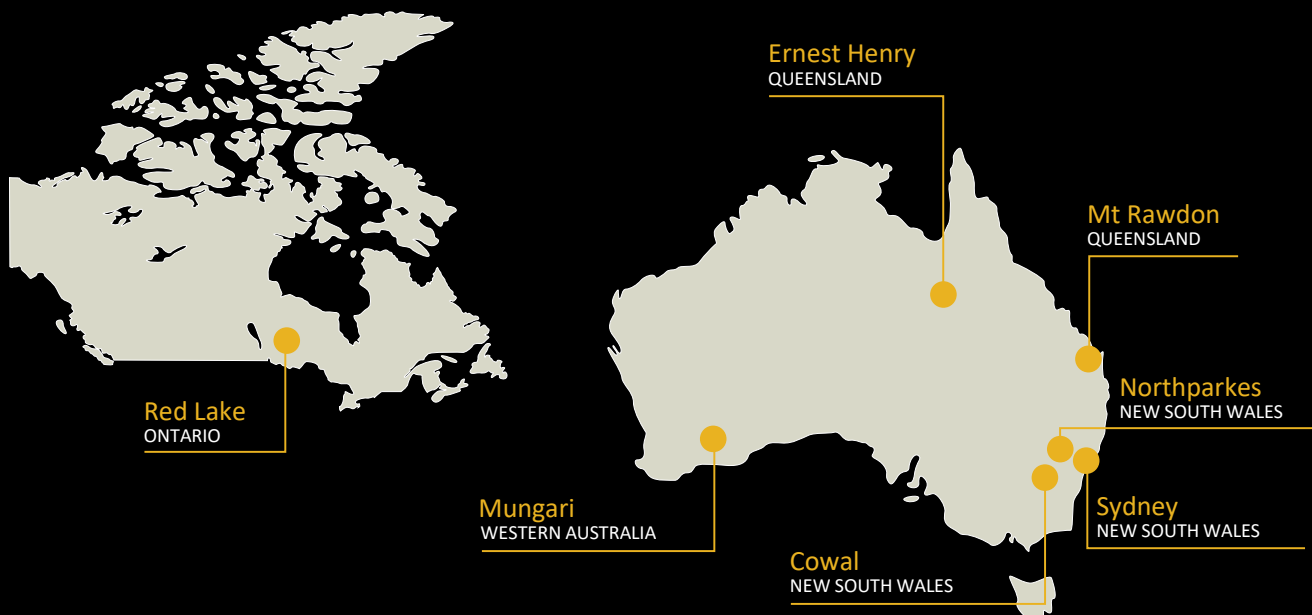 Ernest Henry
QUEENSLAND
Mt Rawdon
QUEENSLAND
Northparkes
NEW SOUTH WALES
Red Lake
ONTARIO
Mungari
WESTERN AUSTRALIA
Sydney
NEW SOUTH WALES
Cowal
NEW SOUTH WALES